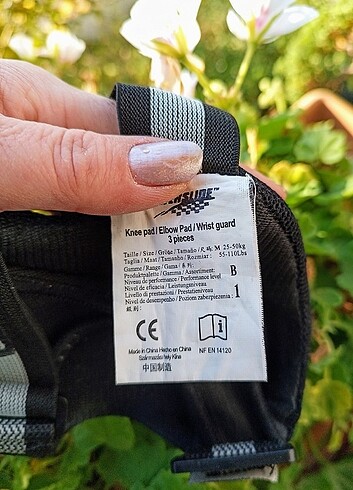 Knee pad / Elbow Pad / Wrist guard
3 pieces
Taille / Size / Größe / Tamaño / M 25-50kg
Taglia / Maat / Tamanho / Rozmiar : 55-110Lbs
Gamme / Range / Gama /
Produktpalette / Gamma / Assortiment: B
Niveau de performance / Performance level
Nivel de eficacia / Leistungsniveau
Livello di prestazioni / Prestatieniveau
Nível de desempenho / Poziom zabezpieczenia : 1
CE
i
Made in China Hecho en China
NF EN 14120
中国制造